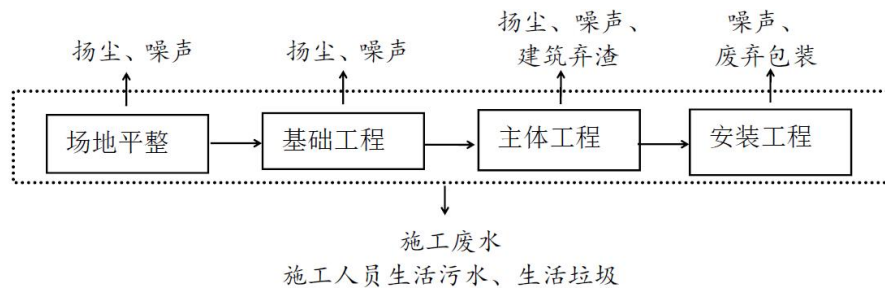 扬尘、噪声
扬尘、噪声
扬尘、噪声、
建筑弃渣
噪声、
废弃包装
场地平整
基础工程
主体工程
安装工程
施工废水
施工人员生活污水、生活垃圾